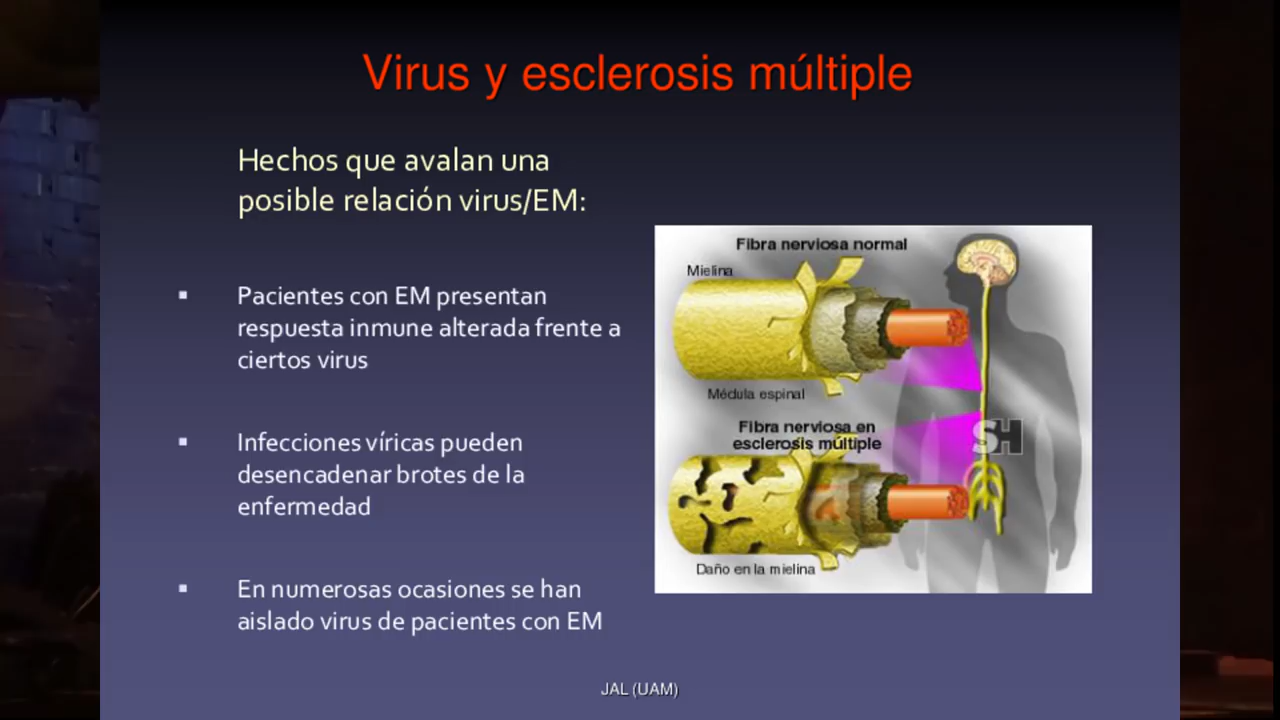 Virus y esclerosis múltiple
Hechos que avalan una
posible relación virus/EM:
▪ Pacientes con EM presentan
respuesta inmune alterada frente a
ciertos virus
▪ Infecciones víricas pueden
desencadenar brotes de la
enfermedad
▪ En numerosas ocasiones se han
aislado virus de pacientes con EM
Fibra nerviosa normal
Mielina
Médula espinal
Fibra nerviosa en
esclerosis múltiple
SH
Daño en la mielina
JAL (UAM)